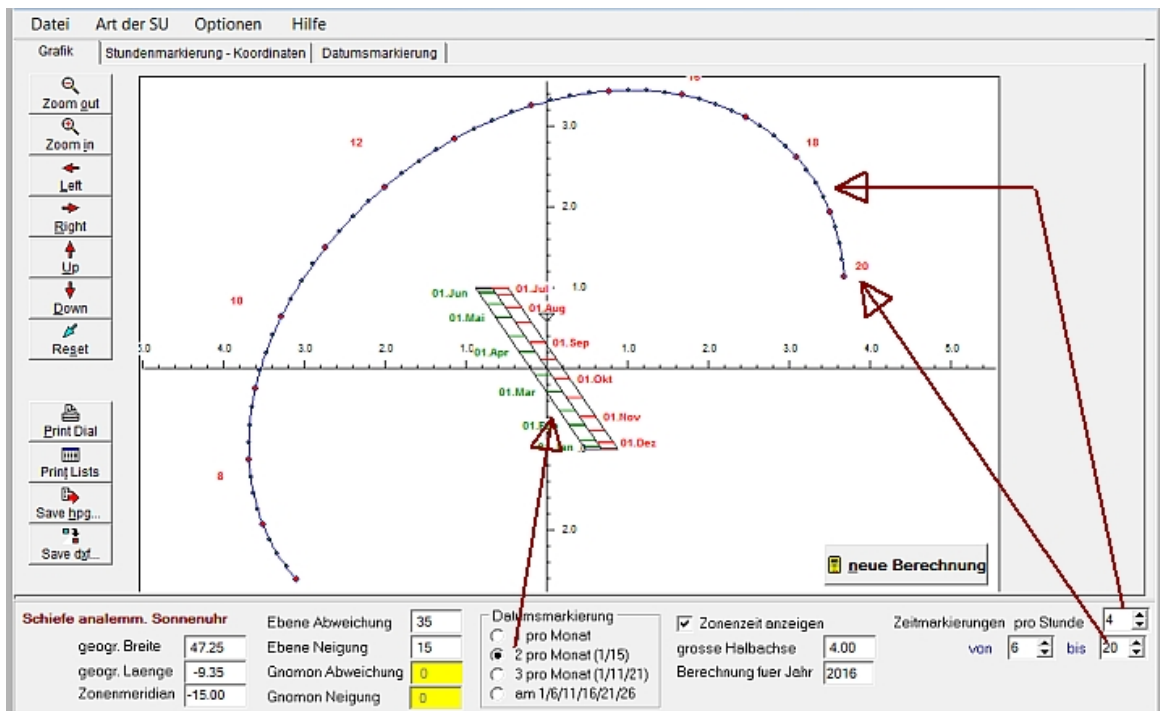 Datei Art der SU Optionen Hilfe
Grafik Stundenmarkierung - Koordinaten Datumsmarkierung
Zoom out
Zoom in
Left
Right
Up
Down
Reset
Print Dial
Print Lists
Save hpg...
Save dxf...
16
3.0
12
18
2.0
20
01.Jun
01.Jul
1.0
10
01.Mai
01.Aug
5.0 4.0 3.0 2.0 1.0 1.0 2.0 3.0 4.0 5.0
01.Apr
01.Sep
01.Okt
01.Mar
01.Nov
01.Dez
8
2.0
neue Berechnung
Schiefe analemm. Sonnenuhr
geogr. Breite 47.25
geogr. Laenge -9.35
Zonenmeridian -15.00
Ebene Abweichung 35
Ebene Neigung 15
Gnomon Abweichung 0
Gnomon Neigung 0
Datumsmarkierung
pro Monat
2 pro Monat (1/15)
3 pro Monat (1/11/21)
am 1/6/11/16/21/26
Zonenzeit anzeigen
grosse Halbachse 4.00
Berechnung fuer Jahr 2016
Zeitmarkierungen pro Stunde 4
von 6 bis 20